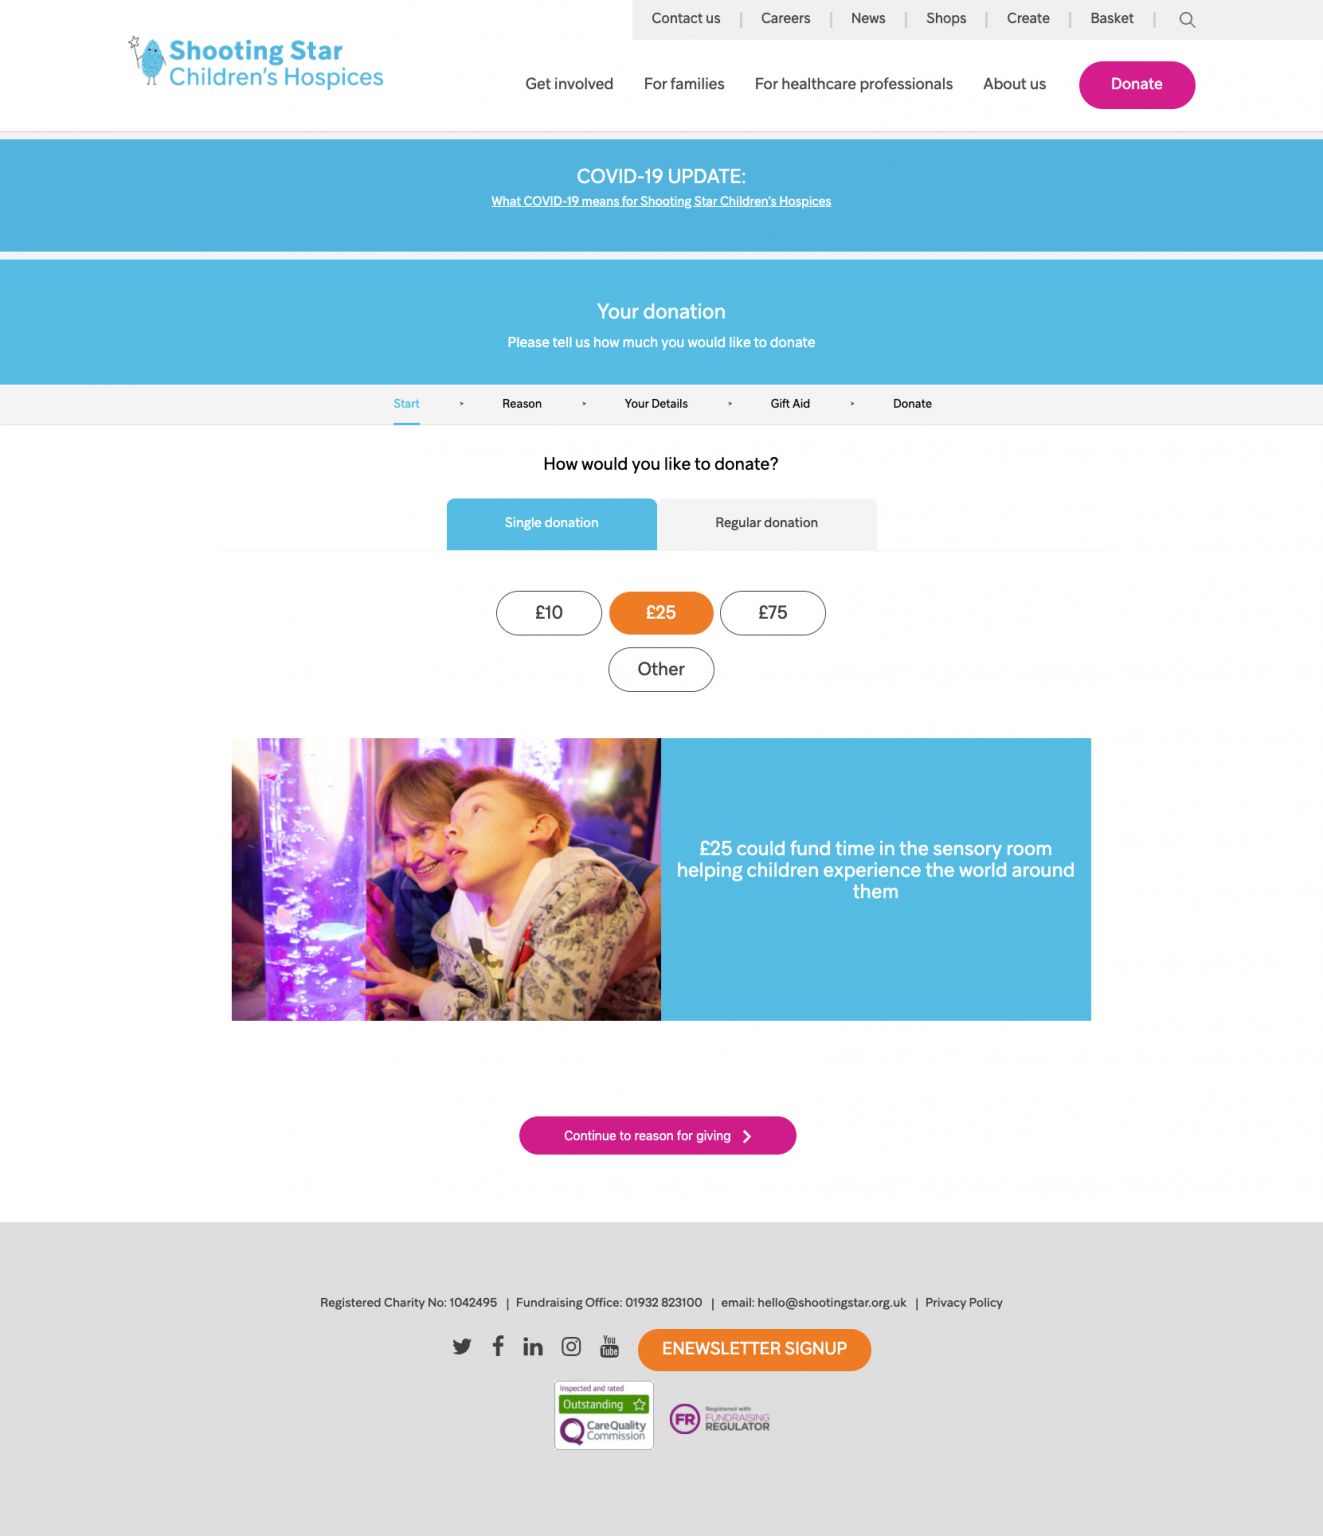 Contact us | Careers | News | Shops | Create | Basket |
Shooting Star
Children's Hospices
Get involved For families For healthcare professionals About us Donate
COVID-19 UPDATE:
What COVID-19 means for Shooting Star Children's Hospices
Your donation
Please tell us how much you would like to donate
Start > Reason > Your Details > Gift Aid > Donate
How would you like to donate?
Single donation Regular donation
£10 £25 £75
Other
£25 could fund time in the sensory room
helping children experience the world around
them
Continue to reason for giving
Registered Charity No: 1042495 | Fundraising Office: 01932 823100 | email: hello@shootingstar.org.uk | Privacy Policy
You
Tube
ENEWSLETTER SIGNUP
Inspected and rated
Outstanding
CareQuality
Commission
FR
Registered with
FUNDRAISING
REGULATOR